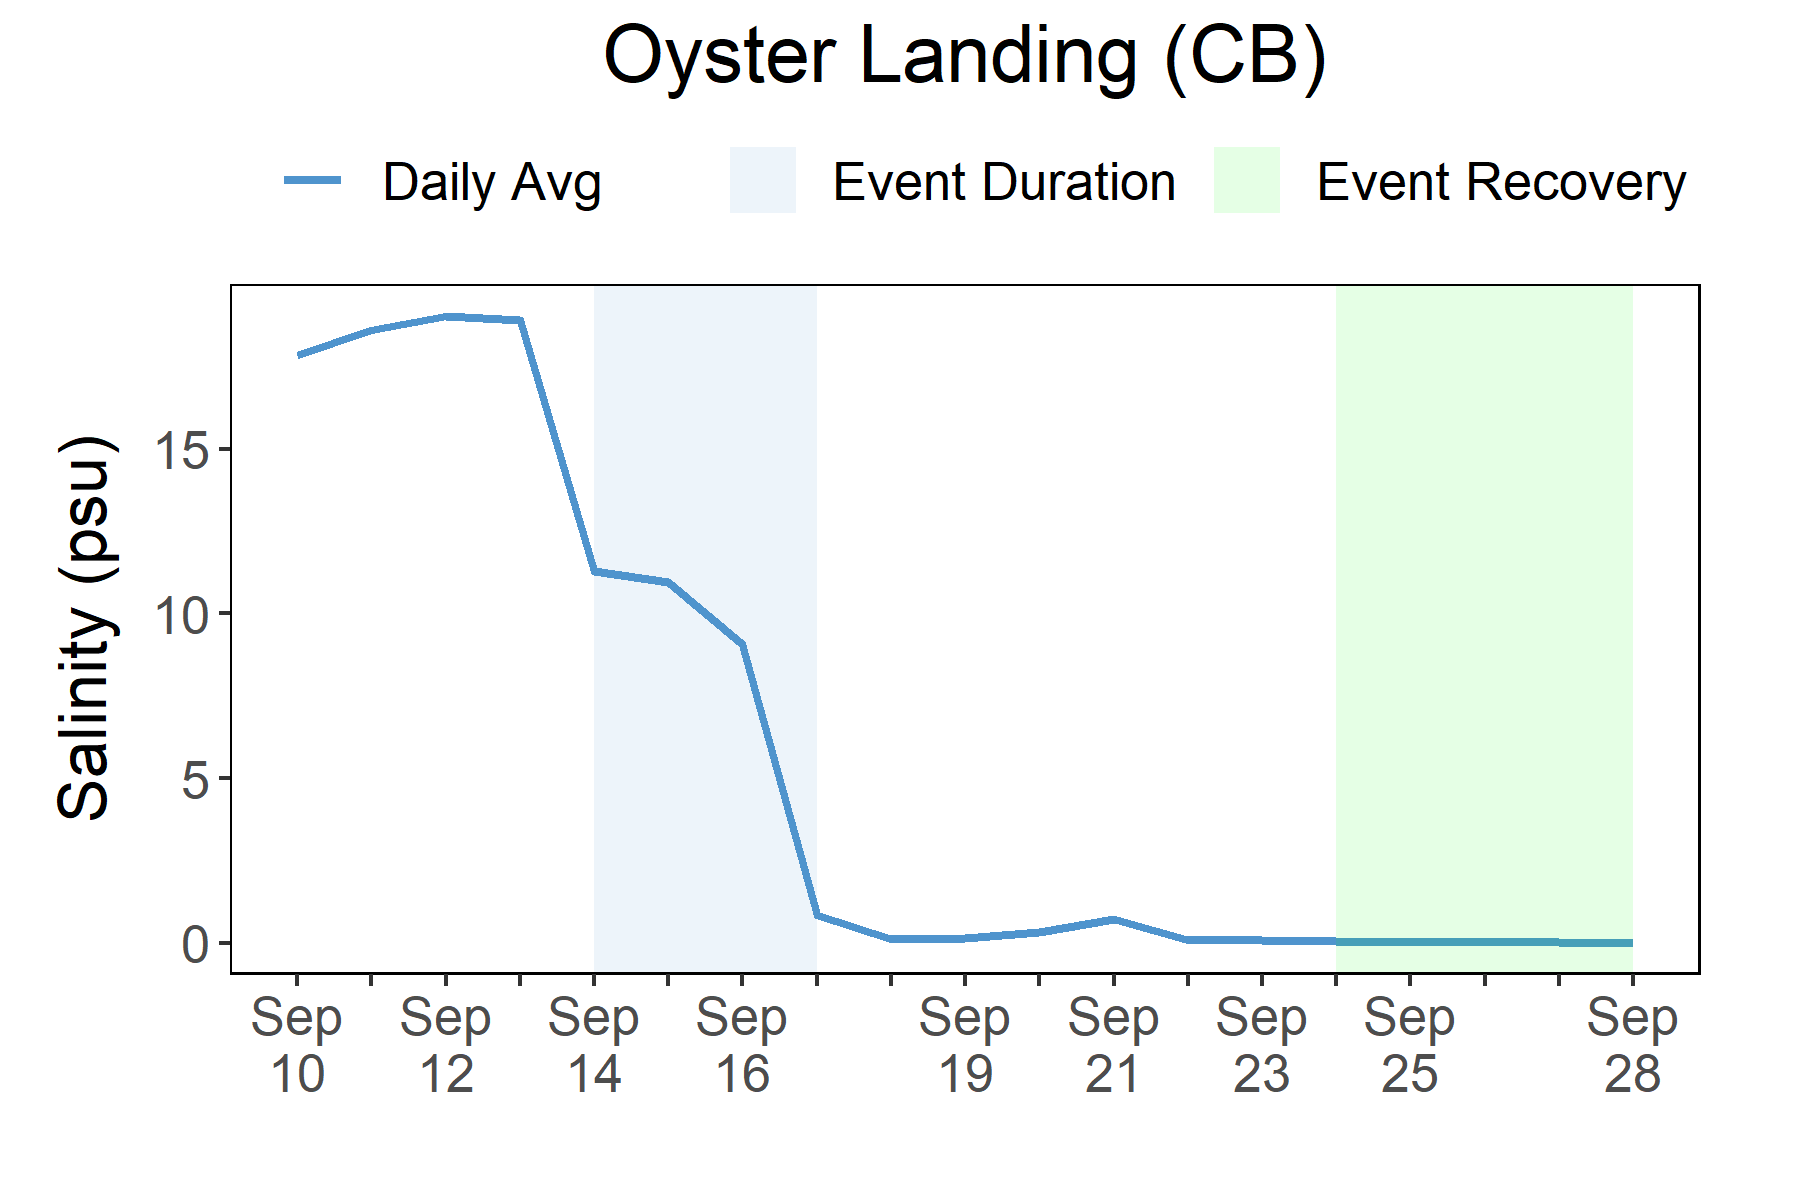 Oyster Landing (CB)
Daily Avg Event Duration Event Recovery
Salinity (psu)
15
10
5
0
Sep Sep Sep Sep Sep Sep Sep Sep Sep
10 12 14 16 19 21 23 25 28